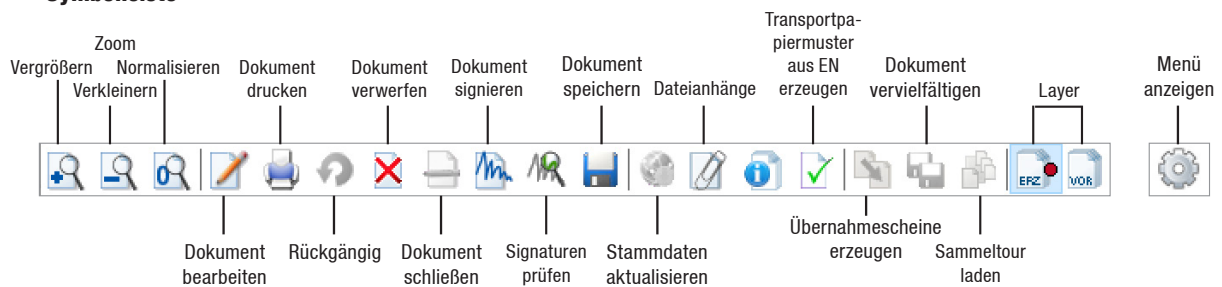 Zoom
Vergrößern
Normalisieren
Verkleinern
Dokument
drucken
Dokument
verwerfen
Dokument
signieren
Dokument
speichern
Dateianhänge
Transportpa-
piermuster
aus EN
erzeugen
Dokument
vervielfältigen
Layer
Menü
anzeigen
0
ERZ
VOR
Dokument
bearbeiten
Rückgängig
Dokument
schließen
Signaturen
prüfen
Stammdaten
aktualisieren
Übernahmescheine
erzeugen
Sammeltour
laden